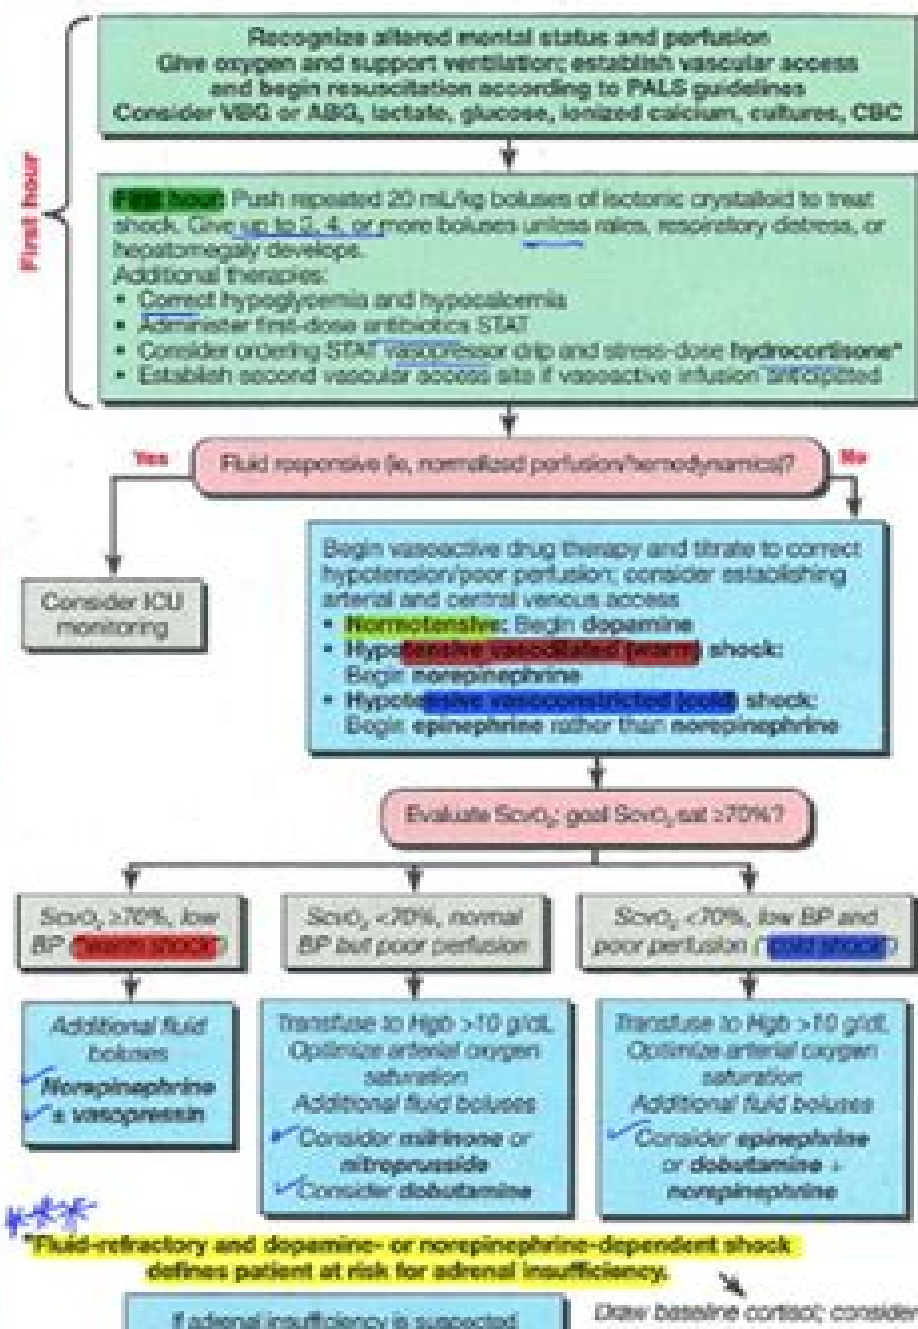 Recognize altered mental status and perfusion
Give oxygen and support ventilation; establish vascular access
and begin resuscitation according to PALS guidelines
Consider VBG or ABG, lactate, glucose, ionized calcium, cultures, CBC
First hour
First hour: Push repeated 20 mL/kg boluses of isotonic crystalloid to treat
shock. Give up to 3, 4, or more boluses unless rales, respiratory distress, or
hepatomegaly develops.
Additional therapies:
• Correct hypoglycemia and hypocalcemia
• Administer first-dose antibiotics STAT
• Consider ordering STAT vasopressor drip and stress-dose hydrocortisone*
• Establish second vascular access site if vasoactive infusion anticipated
Yes
Fluid responsive (ie, normalized perfusion/hemodynamics)?
No
Consider ICU
monitoring
Begin vasoactive drug therapy and titrate to correct
hypotension/poor perfusion; consider establishing
arterial and central venous access
• Normotensive: Begin dopamine
• Hypotensive vasodilated (warm) shock:
Begin norepinephrine
• Hypotensive vasoconstricted (cold) shock:
Begin epinephrine rather than norepinephrine
Evaluate ScvO₂; goal ScvO₂ sat ≥70%?
ScvO₂ ≥70%, low
BP ("warm shock")
ScvO₂ <70%, normal
BP but poor perfusion
ScvO₂ <70%, low BP and
poor perfusion ("cold shock")
Additional fluid
boluses
Norepinephrine
± vasopressin
Transfuse to Hgb >10 g/dL
Optimize arterial oxygen
saturation
Additional fluid boluses
Consider milrinone or
nitroprusside
Consider dobutamine
Transfuse to Hgb >10 g/dL
Optimize arterial oxygen
saturation
Additional fluid boluses
Consider epinephrine
or dobutamine +
norepinephrine
*Fluid-refractory and dopamine- or norepinephrine-dependent shock
defines patient at risk for adrenal insufficiency.
Draw baseline cortisol; consider
If adrenal insufficiency is suspected